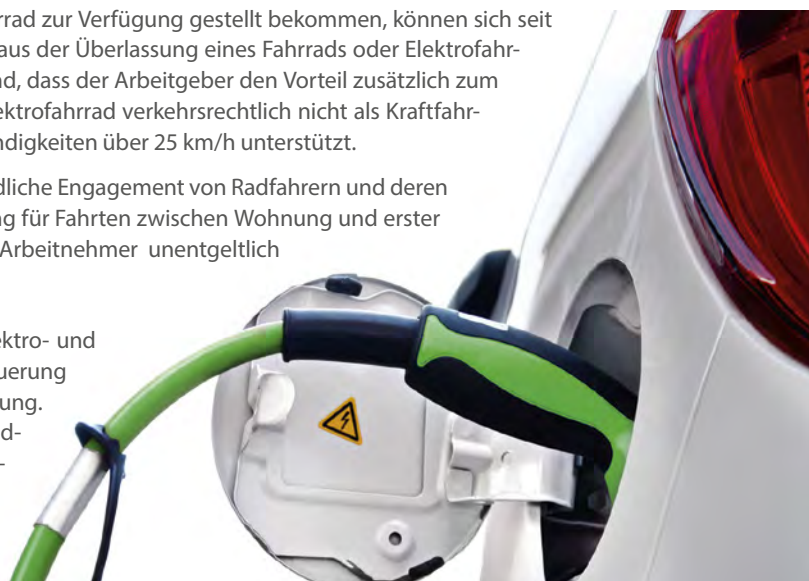 rrad zur Verfügung gestellt bekommen, können sich seit
aus der Überlassung eines Fahrrads oder Elektrofahr-
nd, dass der Arbeitgeber den Vorteil zusätzlich zum
ektrofahrrad verkehrsrechtlich nicht als Kraftfahr-
ndigkeiten über 25 km/h unterstützt.
dliche Engagement von Radfahrern und deren
ng für Fahrten zwischen Wohnung und erster
Arbeitnehmer unentgeltlich
ektro- und
uerung
ung.
d-
-